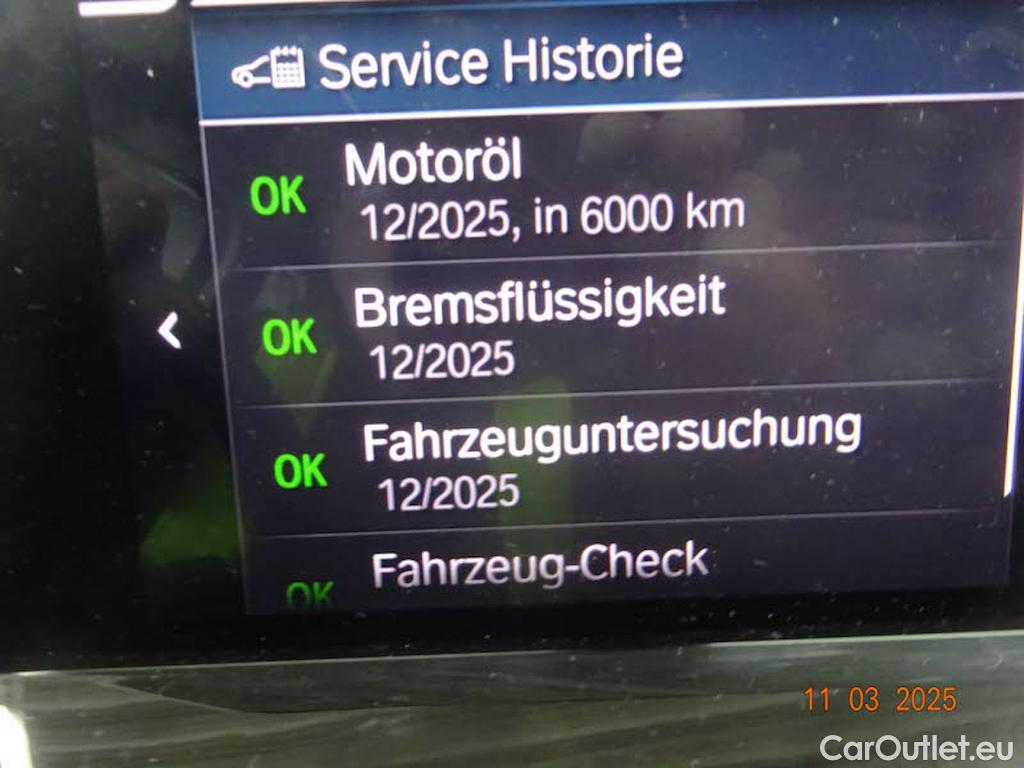 Service Historie
OK Motoröl
12/2025, in 6000 km
OK Bremsflüssigkeit
12/2025
OK Fahrzeuguntersuchung
12/2025
OK Fahrzeug-Check
11 03 2025
CarOutlet.eu